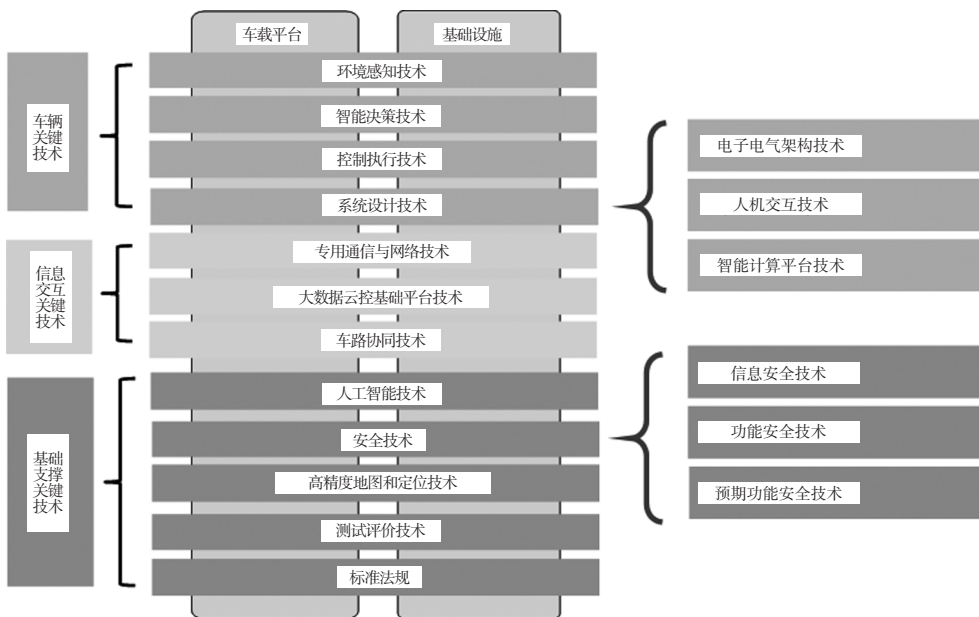 车载平台
基础设施
车辆
关键
技术
环境感知技术
智能决策技术
控制执行技术
系统设计技术
电子电气架构技术
人机交互技术
智能计算平台技术
信息
交互
关键
技术
专用通信与网络技术
大数据云控基础平台技术
车路协同技术
基础
支撑
关键
技术
人工智能技术
安全技术
高精度地图和定位技术
测试评价技术
标准法规
信息安全技术
功能安全技术
预期功能安全技术